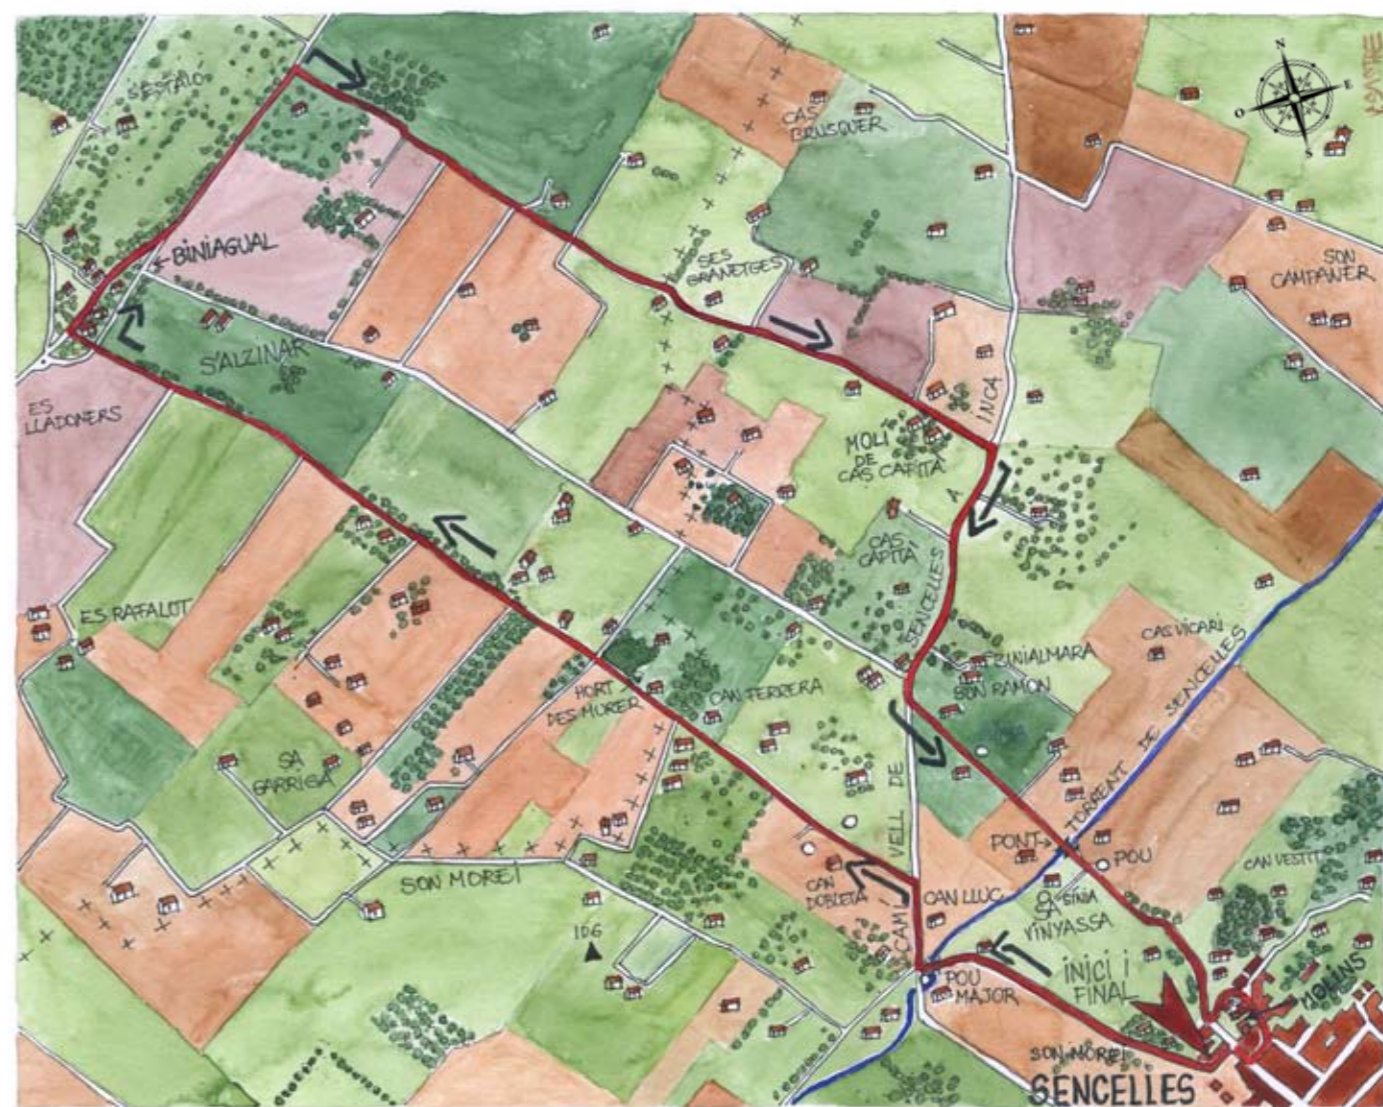 S'ESTALÓ
CAS
BRUSQUER
N
E
S
O
BINIAGUAL
SES
GRANETGES
SON
CAMPANER
S'ALZINAR
ES
LLADONERS
MOLÍ
DE
CAS CAPITÀ
CAMÍ VELL DE SENCELLES A INCA
CAS
CAPITÀ
ES RAFALOT
BINIALMARA
SON RAMON
CAS VICARI
TORRENT DE SENCELLES
HORT
DES MORER
CAN FERRERA
SA
GARRIGA
PONT
POU
CAN VESTIT
SON MOREI
CAN
DOBLETA
CAN LLUC
SÍNIA
SA
VINYASSA
106
POU
MAJOR
INICI I
FINAL
MOLINS
SON MOREI
SENCELLES